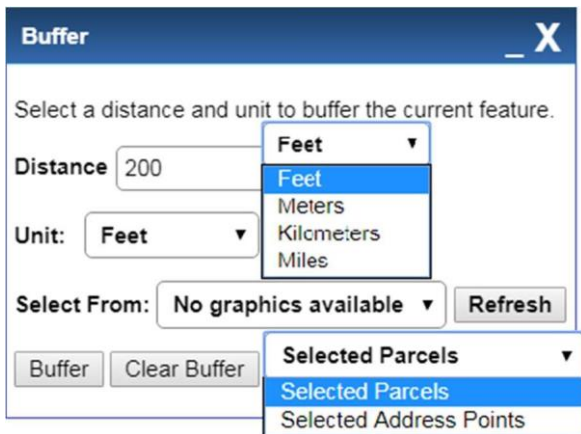 Buffer _ X
Select a distance and unit to buffer the current feature.
Distance 200
Feet
Feet
Meters
Kilometers
Miles
Unit: Feet
Select From: No graphics available Refresh
Buffer Clear Buffer
Selected Parcels
Selected Parcels
Selected Address Points